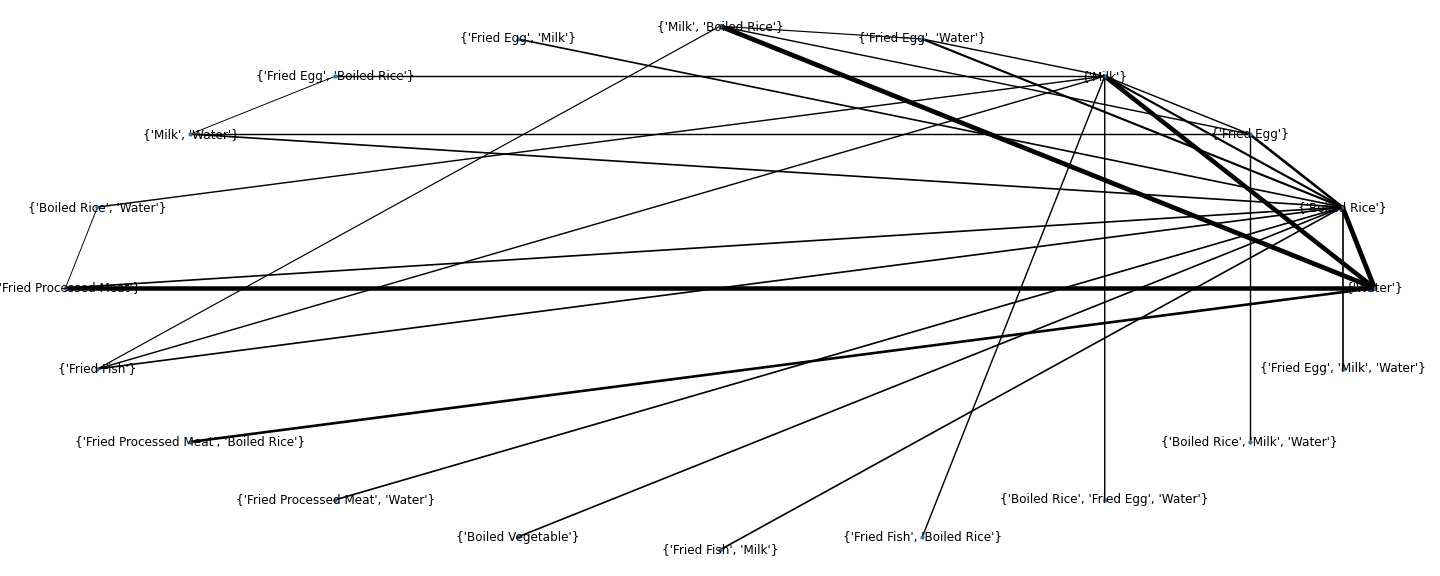 {'Milk', 'Boiled Rice'}
{'Fried Egg', 'Milk'}
{'Fried Egg', 'Water'}
{'Fried Egg', 'Boiled Rice'}
{'Milk'}
{'Milk', 'Water'}
{'Fried Egg'}
{'Boiled Rice', 'Water'}
{'Boiled Rice'}
'Fried Processed Meat'}
{'Water'}
{'Fried Fish'}
{'Fried Egg', 'Milk', 'Water'}
{'Fried Processed Meat', 'Boiled Rice'}
{'Boiled Rice', 'Milk', 'Water'}
{'Fried Processed Meat', 'Water'}
{'Boiled Rice', 'Fried Egg', 'Water'}
{'Boiled Vegetable'}
{'Fried Fish', 'Boiled Rice'}
{'Fried Fish', 'Milk'}